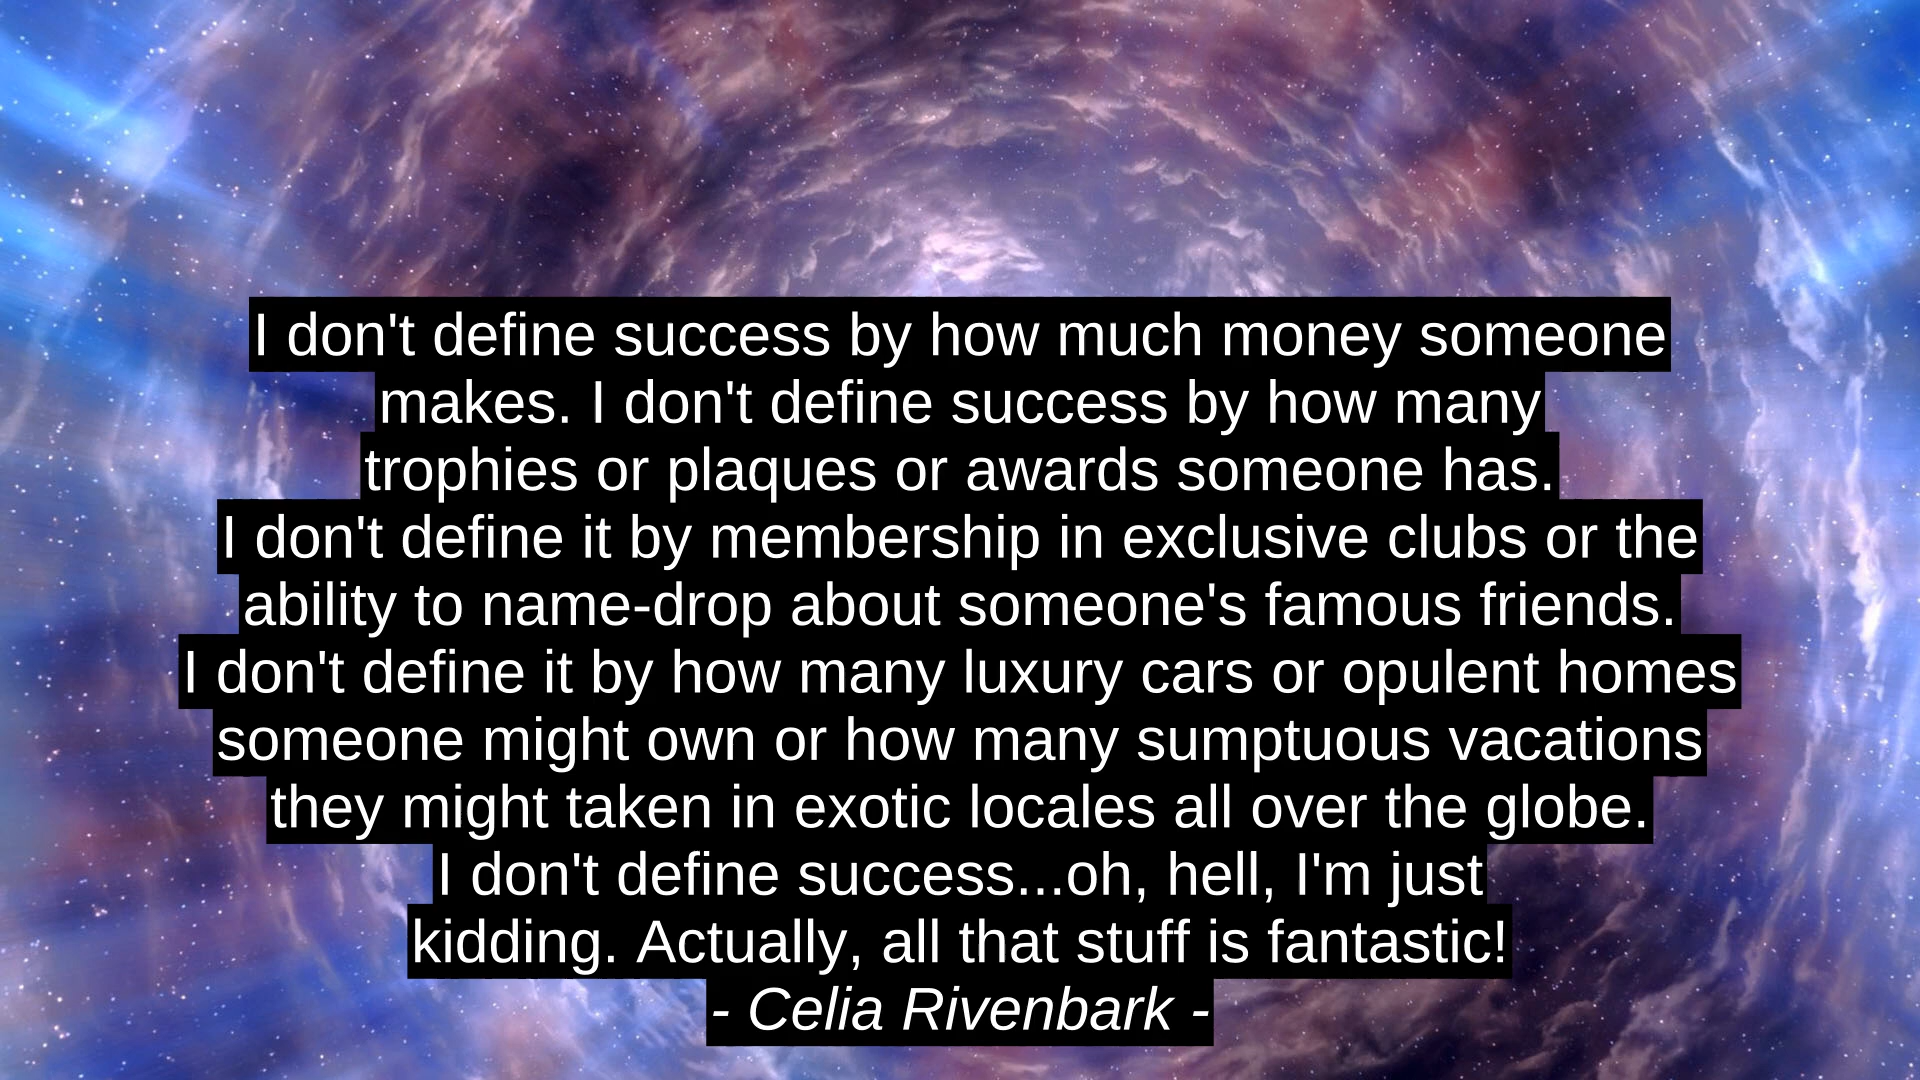 I don't define success by how much money someone
makes. I don't define success by how many
trophies or plaques or awards someone has.
I don't define it by membership in exclusive clubs or the
ability to name-drop about someone's famous friends.
I don't define it by how many luxury cars or opulent homes
someone might own or how many sumptuous vacations
they might taken in exotic locales all over the globe.
I don't define success...oh, hell, I'm just
kidding. Actually, all that stuff is fantastic!
- Celia Rivenbark -